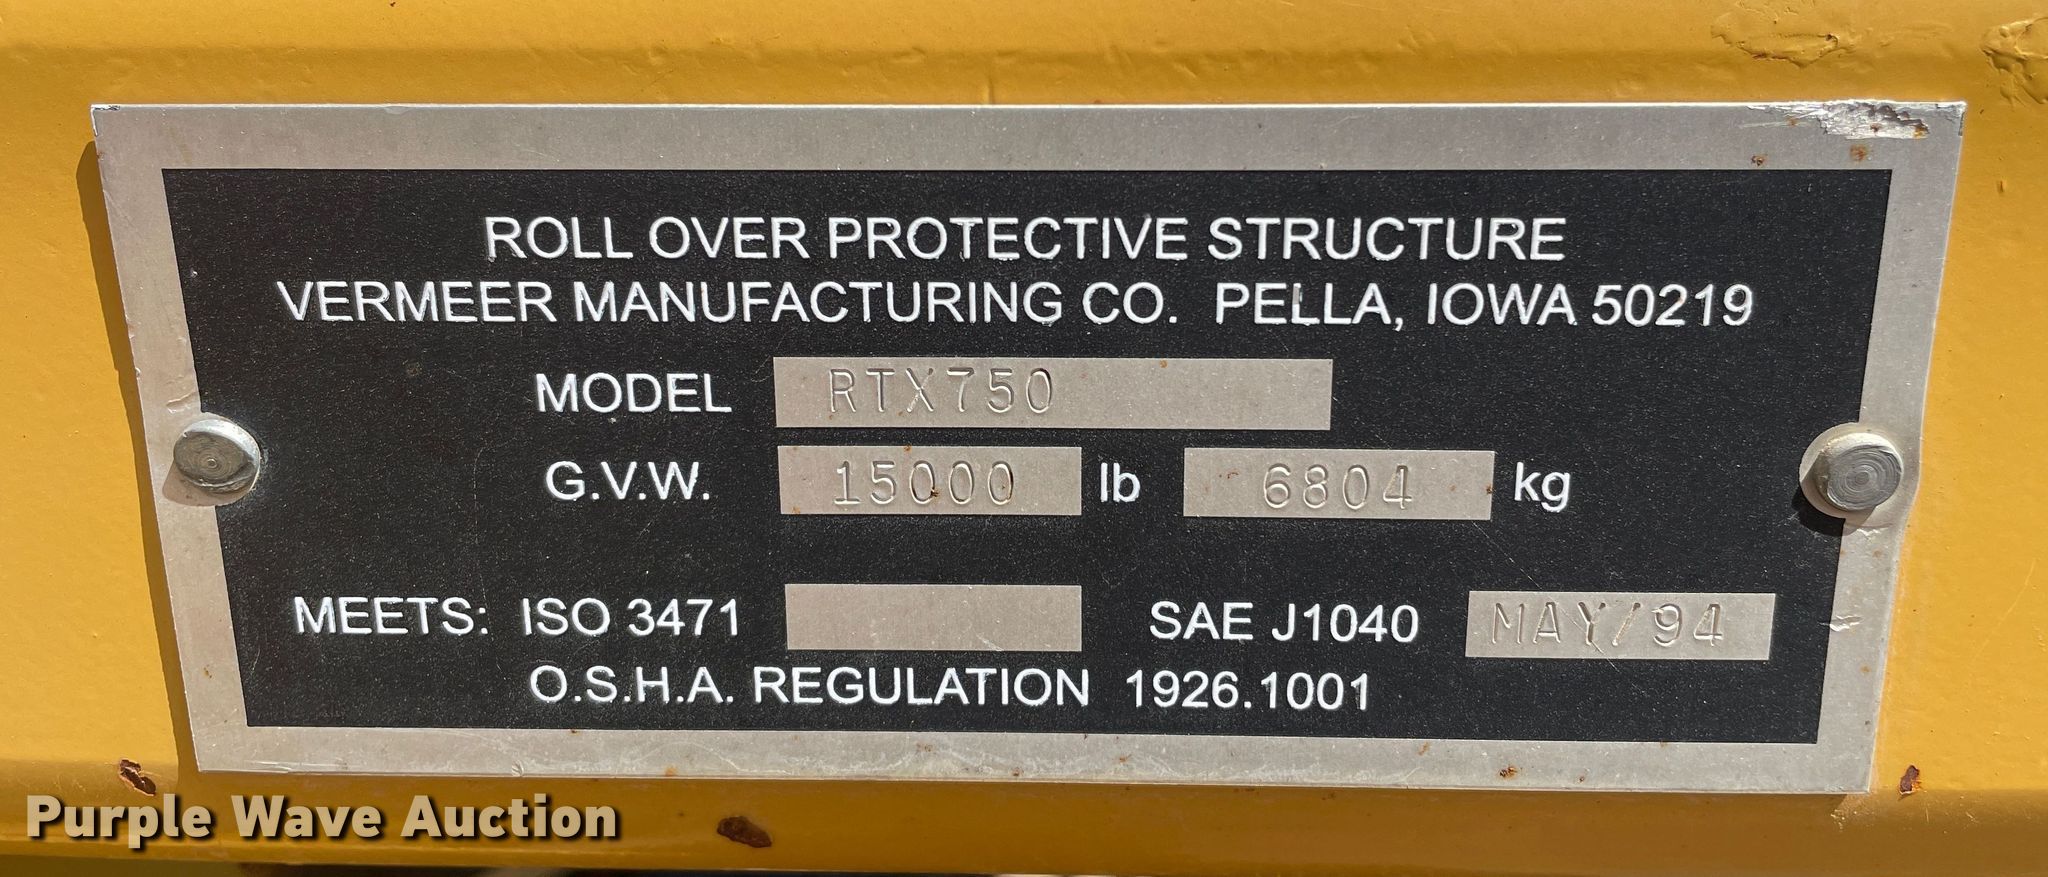 ROLL OVER PROTECTIVE STRUCTURE
VERMEER MANUFACTURING CO. PELLA, IOWA 50219
MODEL RTX750
G.V.W. 15000 lb 6804 kg
MEETS: ISO 3471 SAE J1040 MAY/94
O.S.H.A. REGULATION 1926.1001
Purple Wave Auction